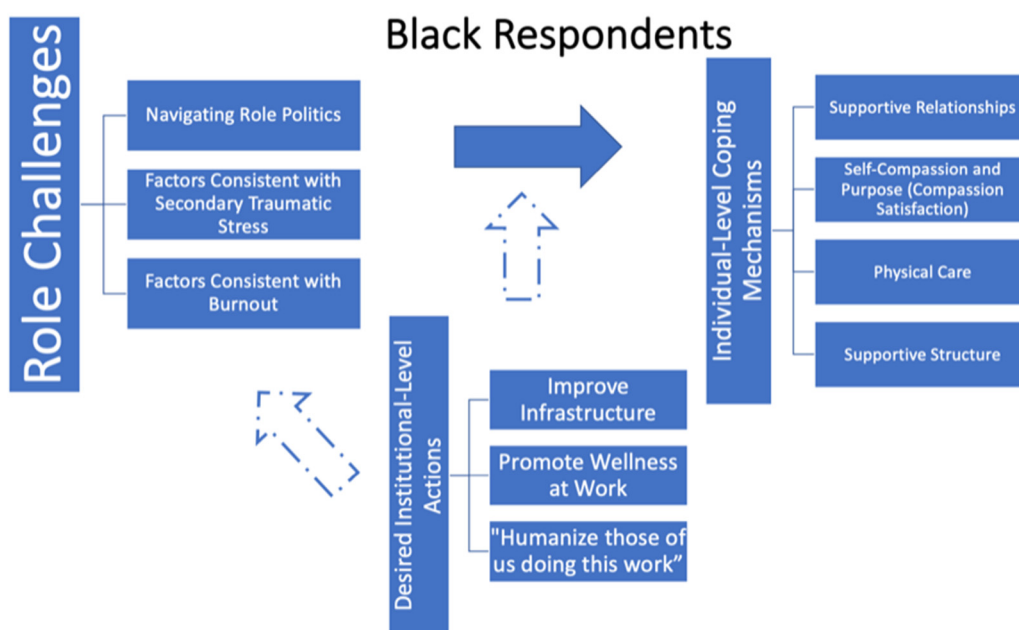 Black Respondents
Role Challenges
Navigating Role Politics
Factors Consistent with
Secondary Traumatic
Stress
Factors Consistent with
Burnout
Individual-Level Coping
Mechanisms
Supportive Relationships
Self-Compassion and
Purpose (Compassion
Satisfaction)
Physical Care
Supportive Structure
Desired Institutional-Level
Actions
Improve
Infrastructure
Promote Wellness
at Work
"Humanize those of
us doing this work”